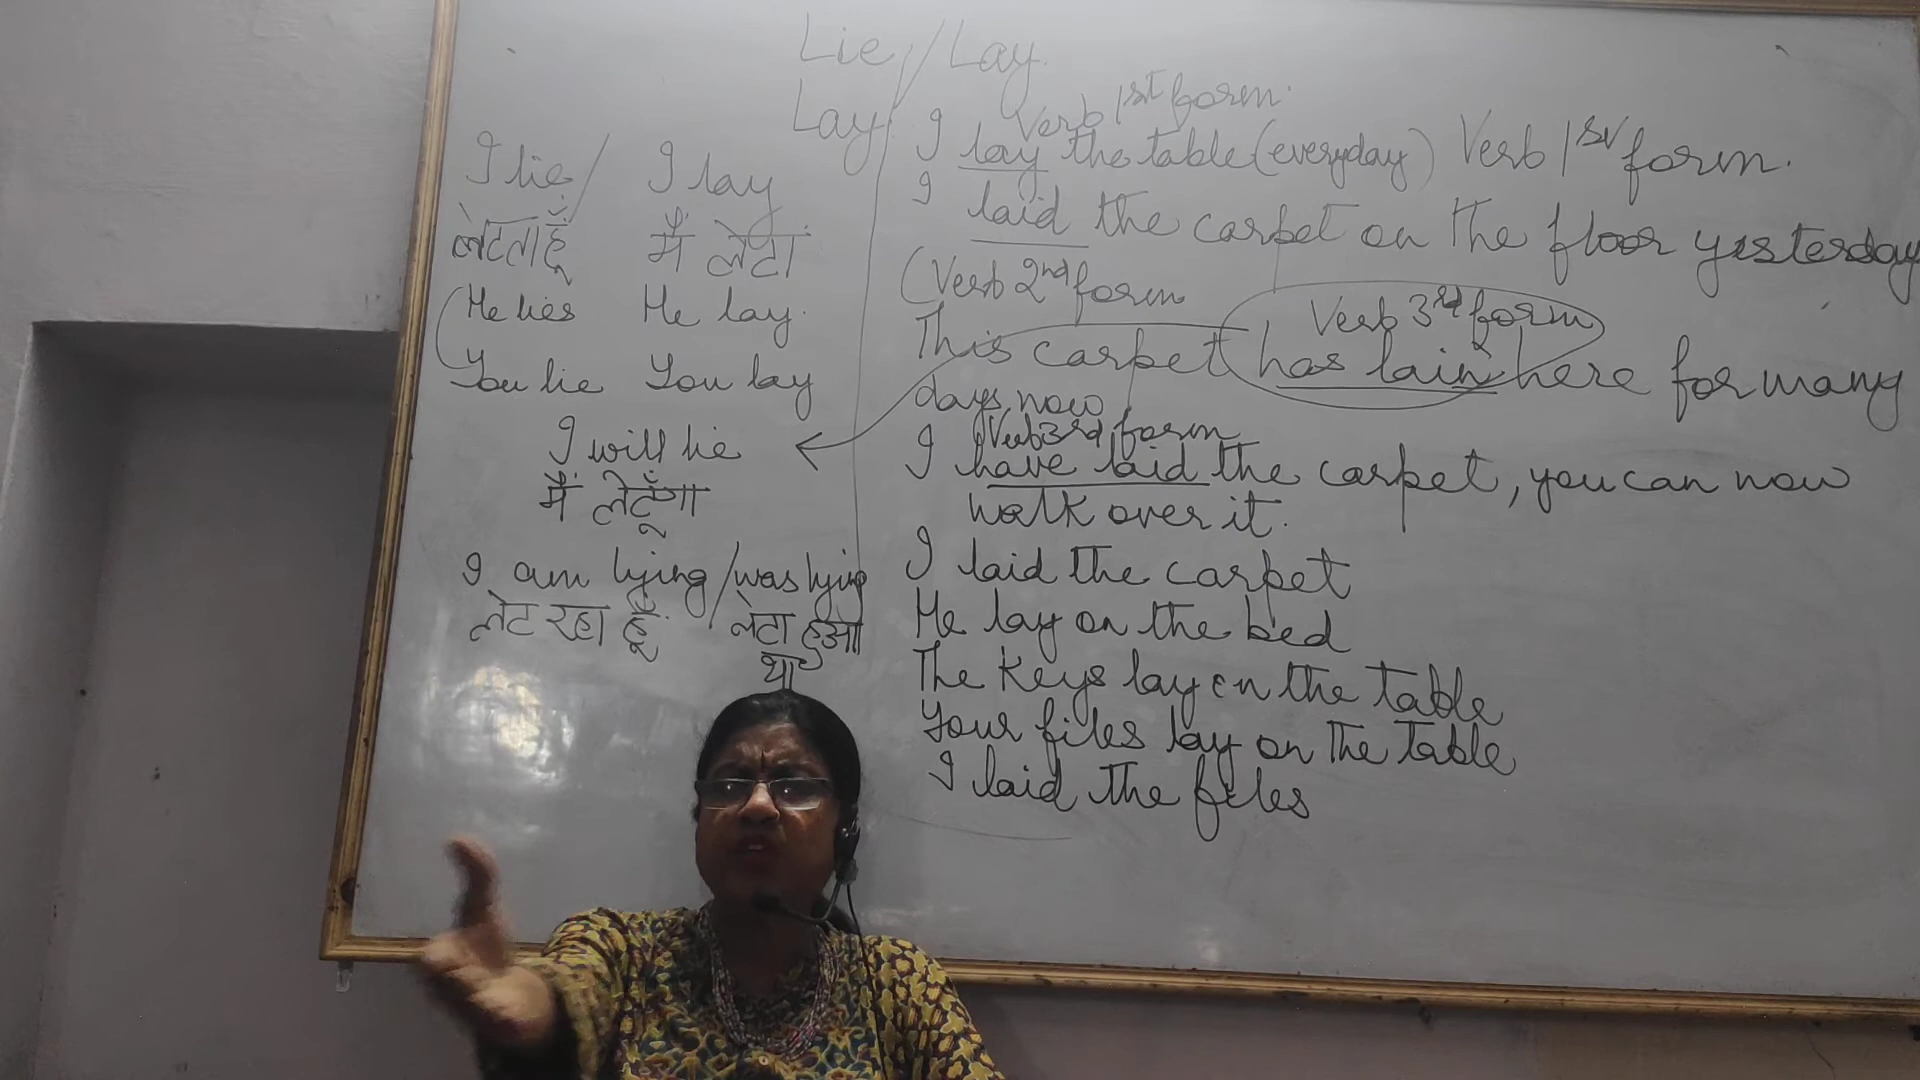 Lie / Lay.
I lie / I lay
लेटता हूँ मैं लेटा
He lies He lay.
You lie You lay
I will lie
मैं लेटूँगा
I am lying / was lying
लेट रहा हूँ / लेटा हुआ
था
Lay
Verb 1st form.
I lay the table (everyday) Verb 1st form.
I laid the carpet on the floor yesterday
(Verb 2nd form
Verb 3rd form
This carpet has lain here for many
days now
Verb 3rd form
I have laid the carpet, you can now
walk over it.
I laid the carpet
He lay on the bed
The keys lay on the table
Your files lay on the table
I laid the files